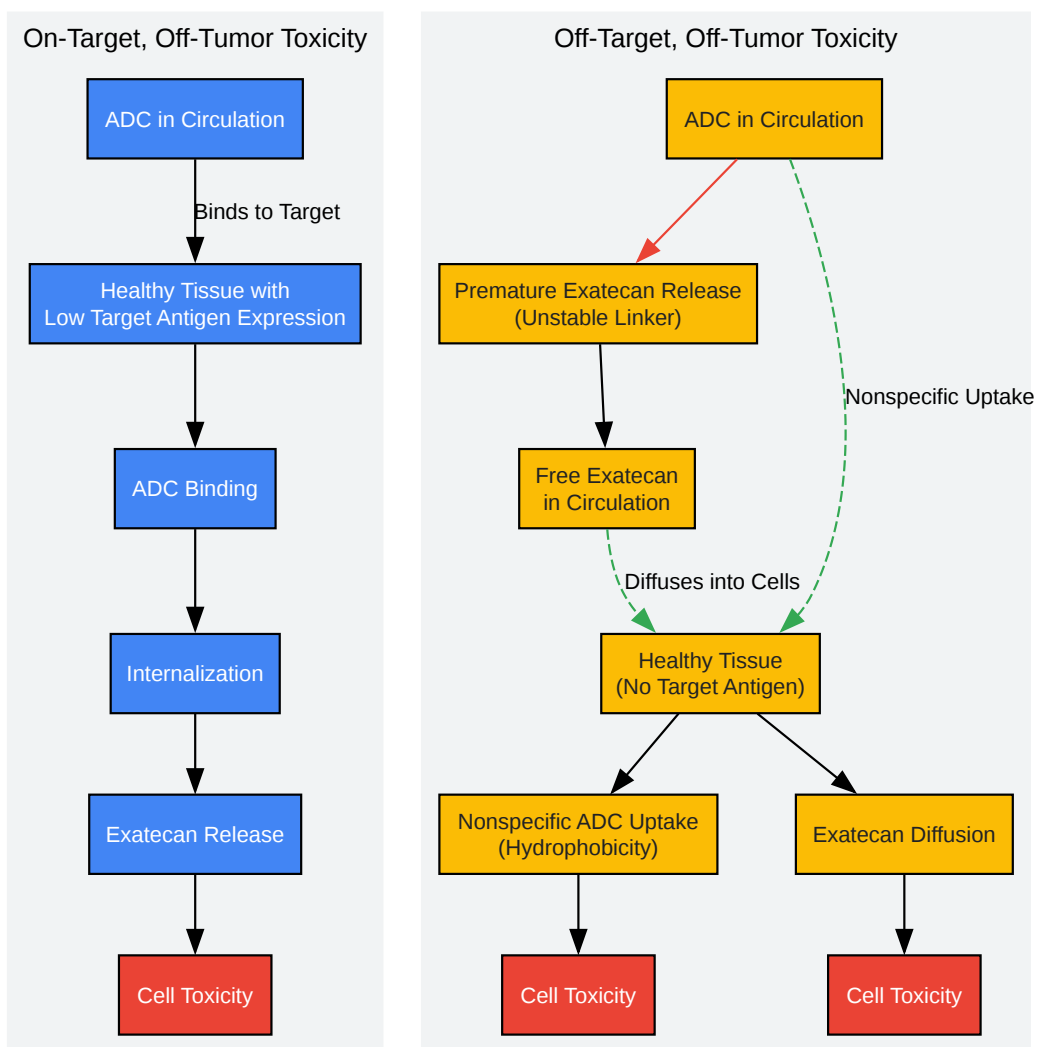 On-Target, Off-Tumor Toxicity
ADC in Circulation
Binds to Target
Healthy Tissue with
Low Target Antigen Expression
ADC Binding
Internalization
Exatecan Release
Cell Toxicity
Off-Target, Off-Tumor Toxicity
ADC in Circulation
Premature Exatecan Release
(Unstable Linker)
Nonspecific Uptake
Free Exatecan
in Circulation
Diffuses into Cells
Healthy Tissue
(No Target Antigen)
Nonspecific ADC Uptake
(Hydrophobicity)
Exatecan Diffusion
Cell Toxicity
Cell Toxicity